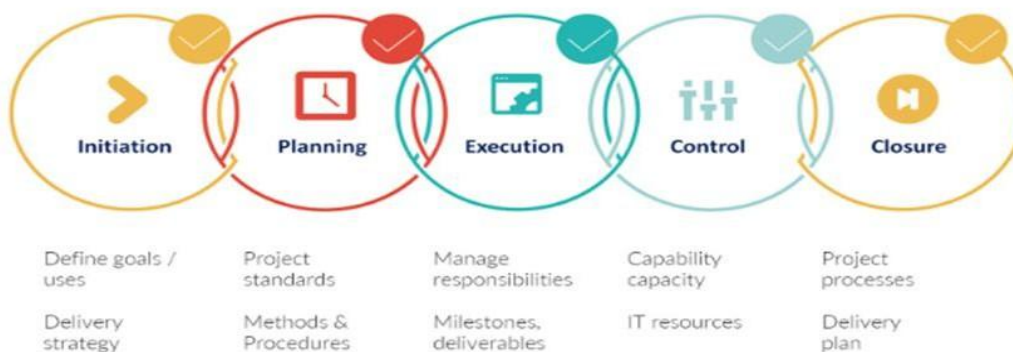 Initiation
Planning
Execution
Control
Closure
Define goals /
uses
Delivery
strategy
Project
standards
Methods &
Procedures
Manage
responsibilities
Milestones,
deliverables
Capability
capacity
IT resources
Project
processes
Delivery
plan